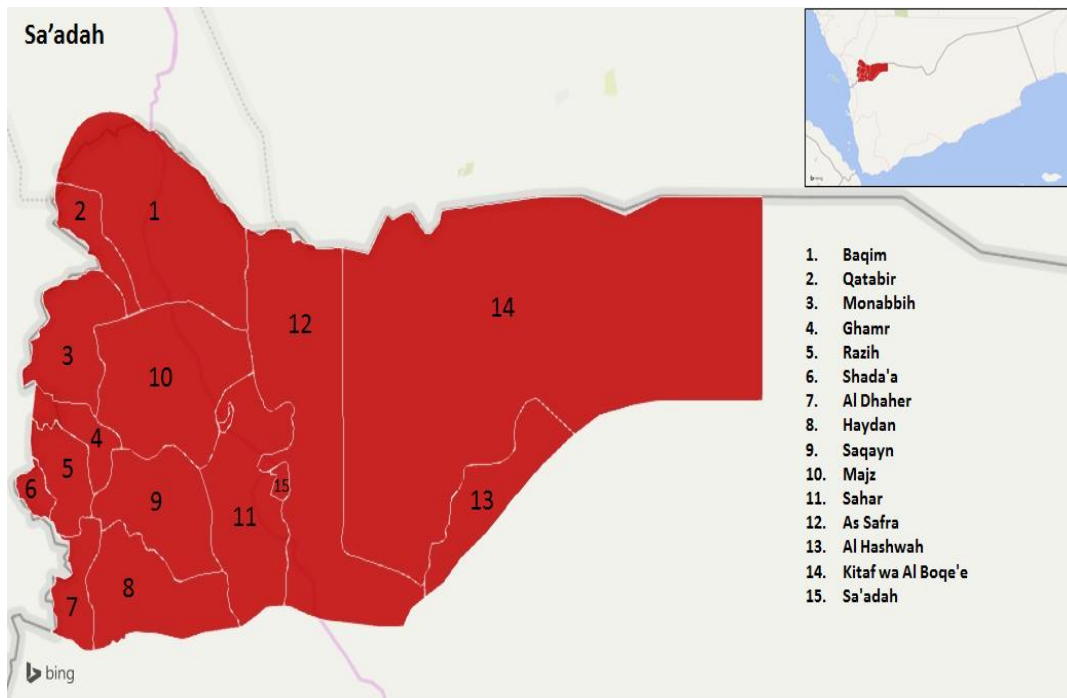 Sa’adah
1
2
3
4
5
6
7
8
9
10
11
12
13
14
15
1. Baqim
2. Qatabir
3. Monabbih
4. Ghamr
5. Razih
6. Shada'a
7. Al Dhaher
8. Haydan
9. Saqayn
10. Majz
11. Sahar
12. As Safra
13. Al Hashwah
14. Kitaf wa Al Boqe'e
15. Sa'adah
bing
bing